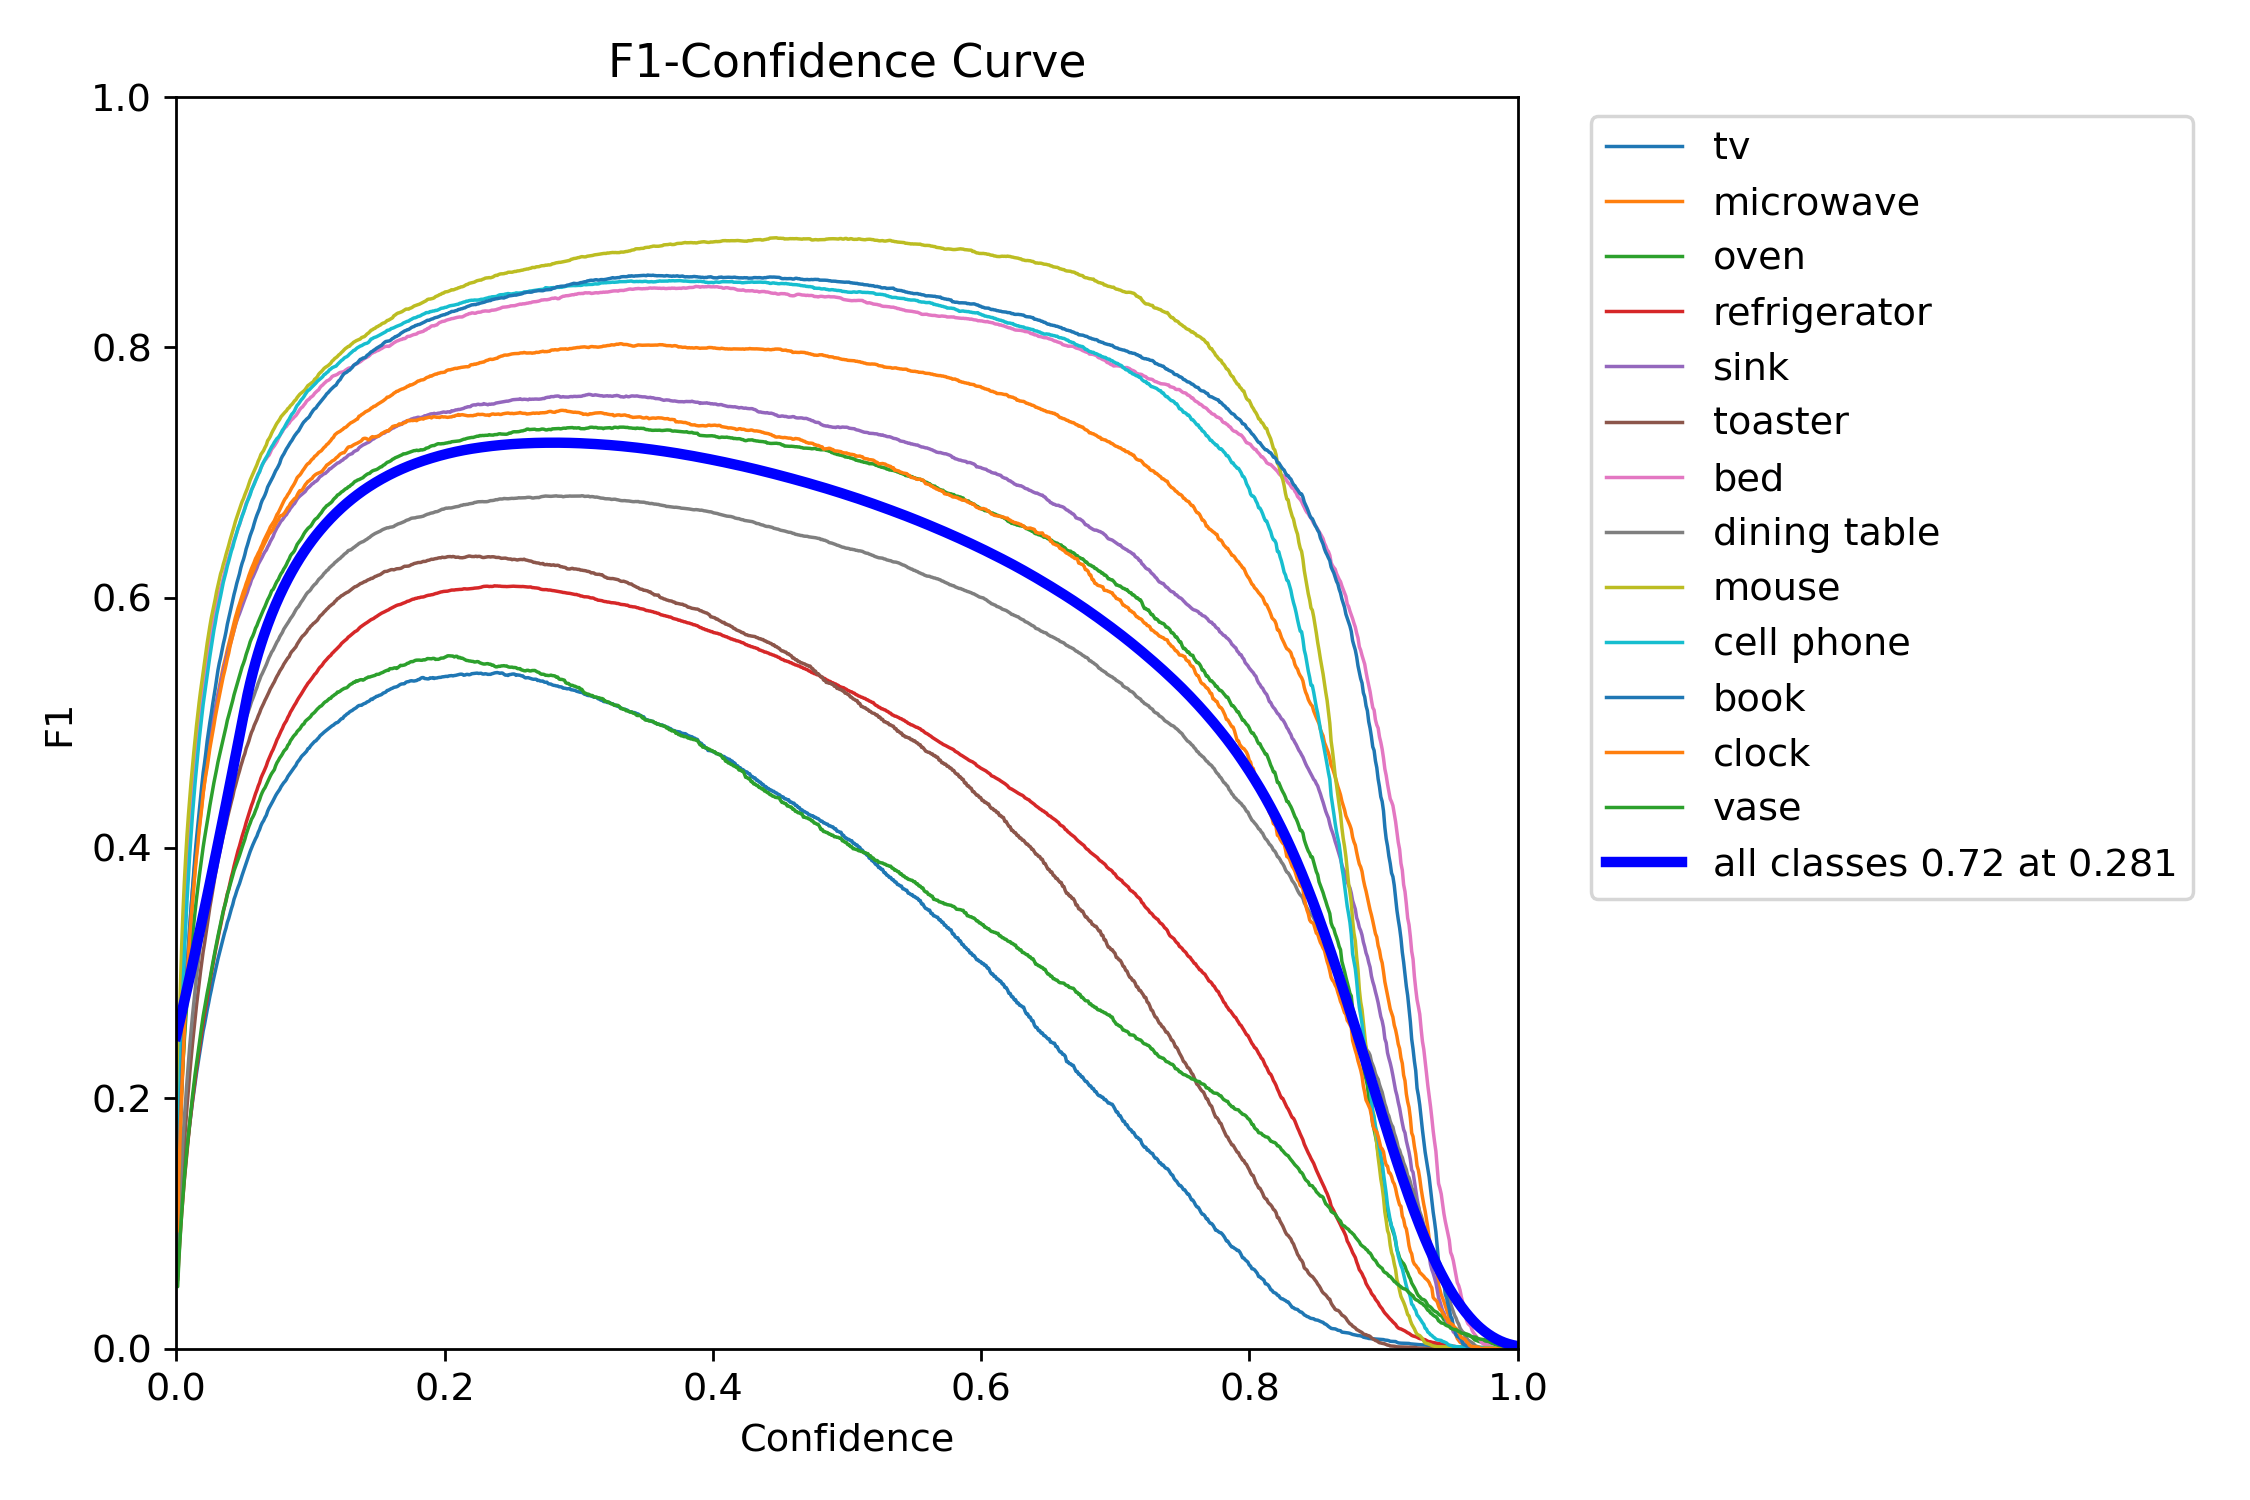 F1-Confidence Curve
1.0
0.8
0.6
0.4
0.2
0.0
F1
0.0 0.2 0.4 0.6 0.8 1.0
Confidence
tv
microwave
oven
refrigerator
sink
toaster
bed
dining table
mouse
cell phone
book
clock
vase
all classes 0.72 at 0.281